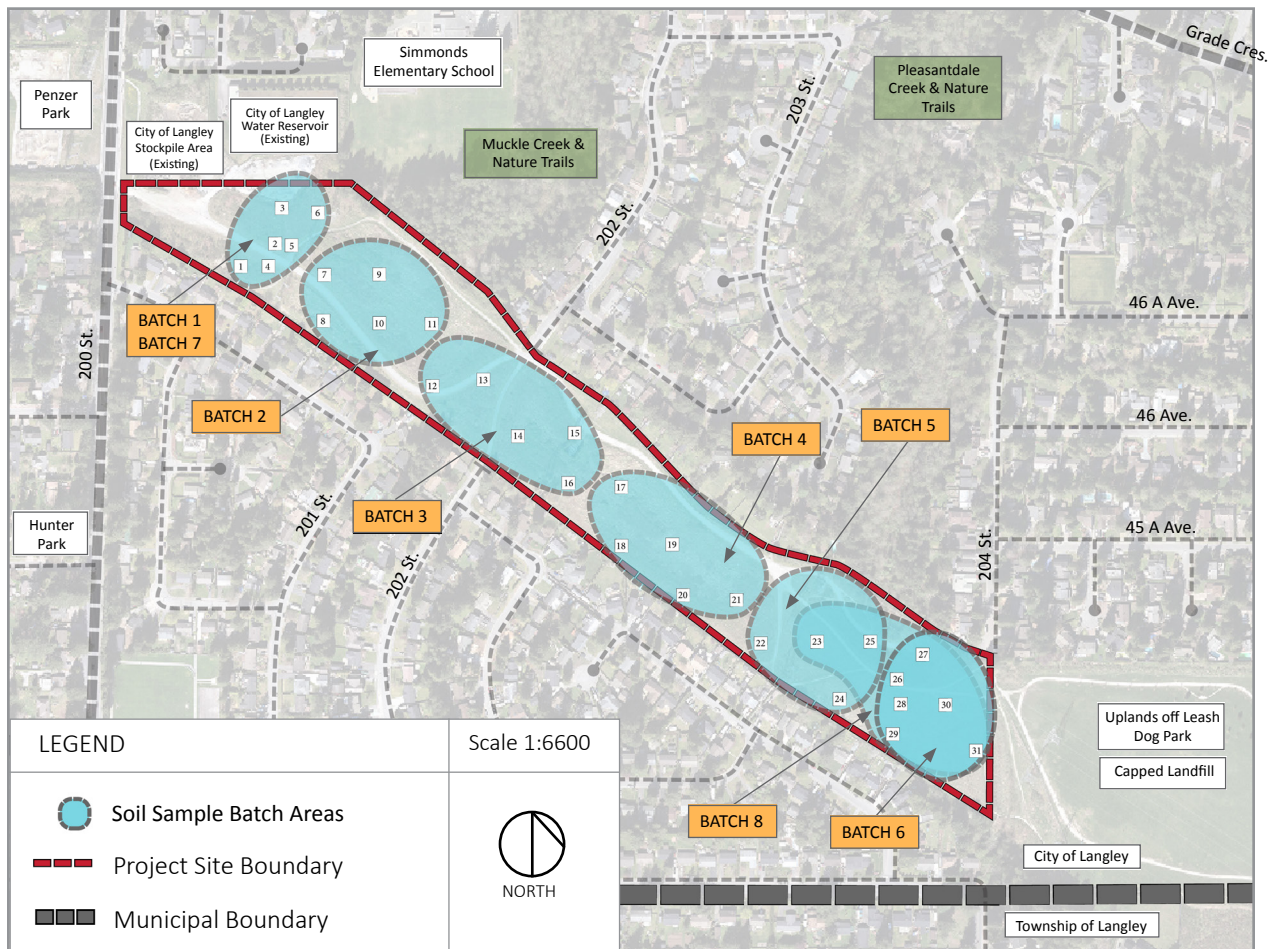 Grade Cres.
Simmonds
Elementary School
Pleasantdale
Creek & Nature
Trails
Penzer
Park
City of Langley
Water Reservoir
(Existing)
City of Langley
Stockpile Area
(Existing)
Muckle Creek &
Nature Trails
203 St.
202 St.
200 St.
3
6
2
5
1
4
7
9
8
10
11
BATCH 1
BATCH 7
BATCH 2
46 A Ave.
12
13
14
15
16
BATCH 3
46 Ave.
BATCH 4
BATCH 5
17
18
19
20
21
Hunter
Park
201 St.
202 St.
45 A Ave.
204 St.
22
23
25
24
27
26
28
30
29
31
Uplands off Leash
Dog Park
Capped Landfill
BATCH 8
BATCH 6
City of Langley
Township of Langley
LEGEND
Scale 1:6600
Soil Sample Batch Areas
Project Site Boundary
Municipal Boundary
NORTH